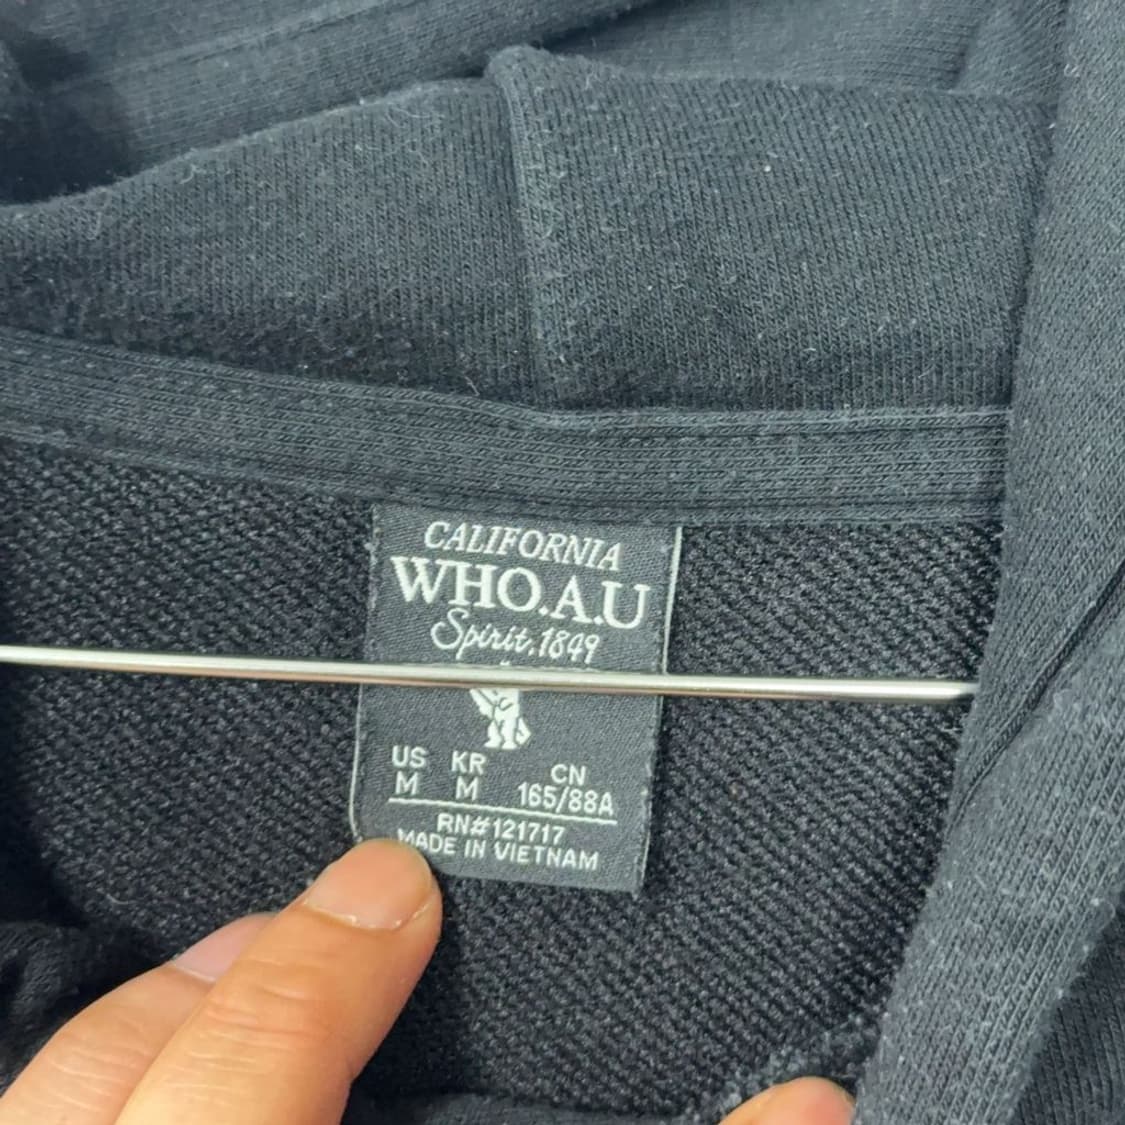 CALIFORNIA
WHO.A.U
Spirit.1849
US KR CN
M M 165/88A
RN#121717
MADE IN VIETNAM